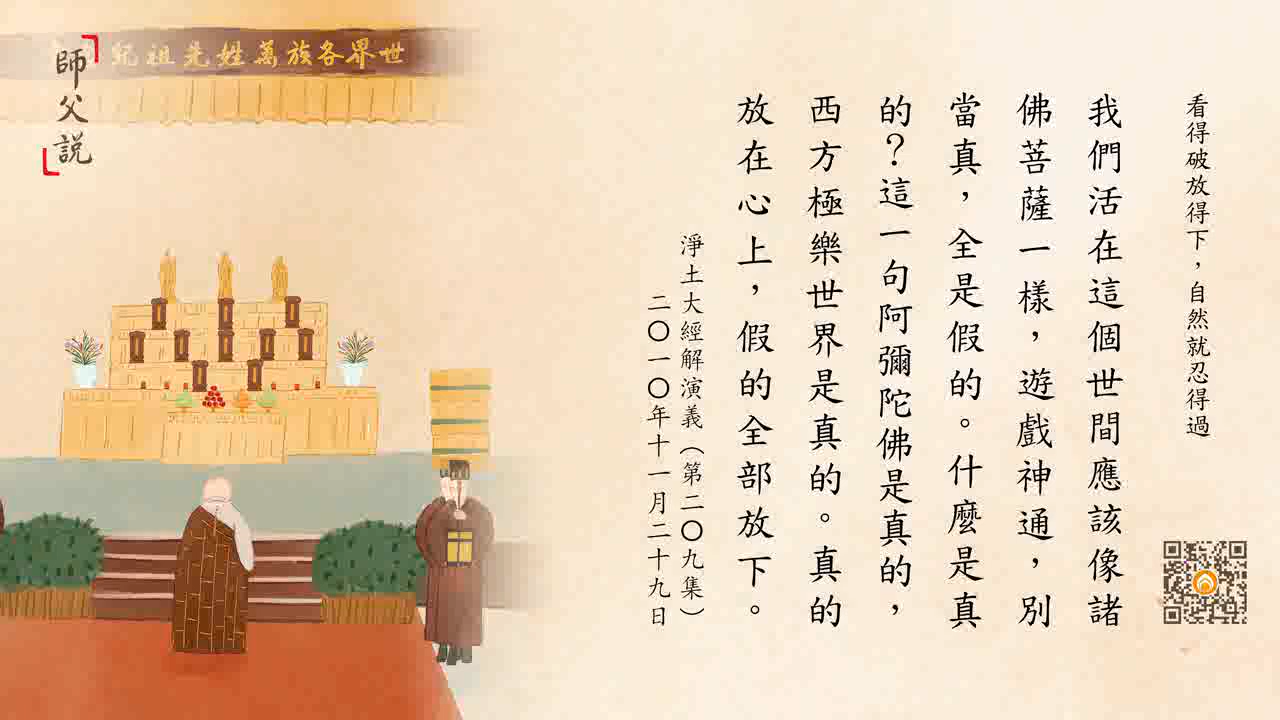 看得破放得下，自然就忍得過
我們活在這個世間應該像諸
佛菩薩一樣，遊戲神通，別
當真，全是假的。什麼是真
的？這一句阿彌陀佛是真的，
西方極樂世界是真的。真的
放在心上，假的全部放下。
淨土大經解演義（第二〇九集）
二〇一〇年十一月二十九日
師父説
世界各族萬姓先祖